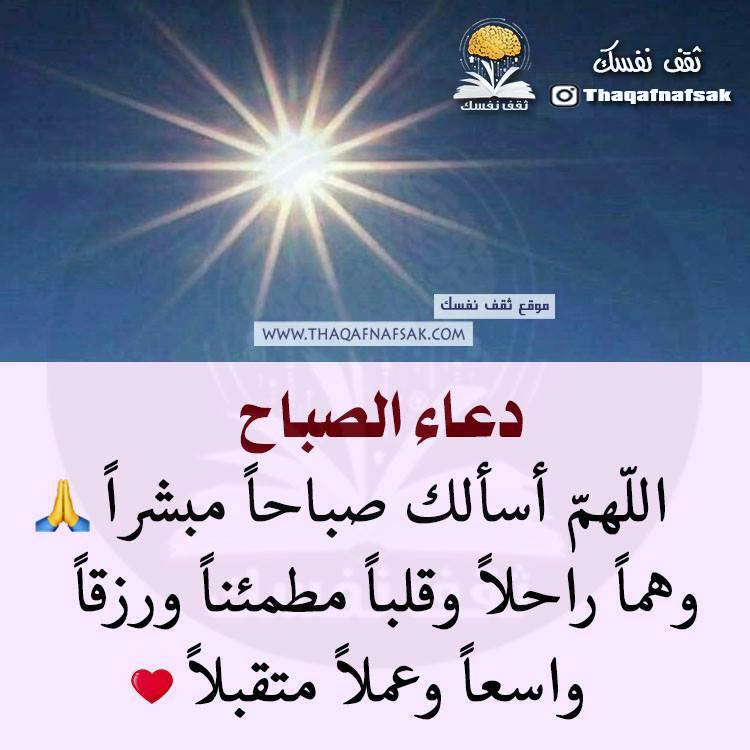 ثقف نفسك
Thaqafnafsak
ثقف نفسك
موقع ثقف نفسك
WWW.THAQAFNAFSAK.COM
دعاء الصباح
اللّهمّ أسألك صباحاً مبشراً 🙏
وهماً راحلاً وقلباً مطمئناً ورزقاً
واسعاً وعملاً متقبلاً ❤